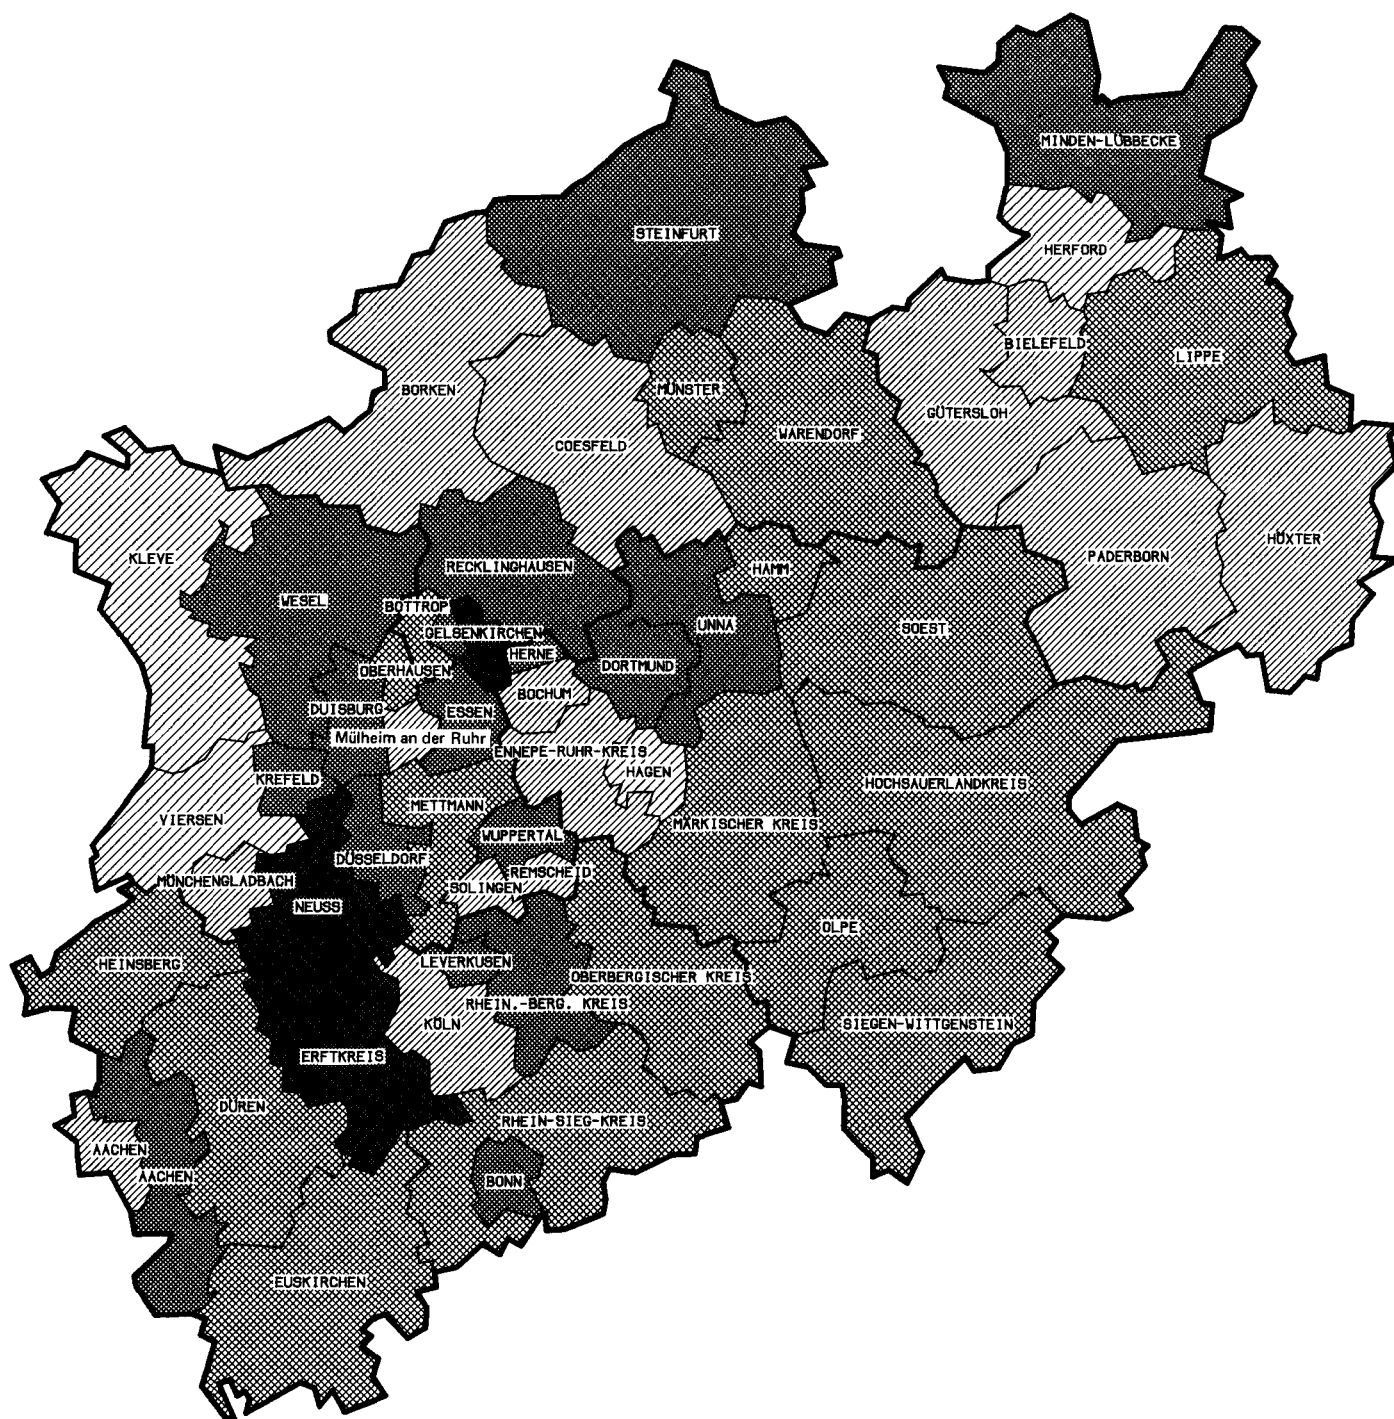 MINDEN-LÜBBECKE
STEINFURT
HERFORD
BIELEFELD
LIPPE
BORKEN
MÜNSTER
GÜTERSLOH
WARENDORF
COESFELD
HÖXTER
KLEVE
PADERBORN
RECKLINGHAUSEN
HAMM
WESEL
BOTTROP
UNNA
SOEST
GELSENKIRCHEN
HERNE
OBERHAUSEN
DORTMUND
BOCHUM
DUISBURG
ESSEN
Mülheim an der Ruhr
ENNEPE-RUHR-KREIS
HAGEN
KREFELD
HOCHSAUERLANDKREIS
METTMANN
VIERSEN
MÄRKISCHER KREIS
WUPPERTAL
DÜSSELDORF
REMSCHEID
MÖNCHENGLADBACH
SOLINGEN
NEUSS
OLPE
HEINSBERG
LEVERKUSEN
OBERBERGISCHER KREIS
RHEIN.-BERG. KREIS
KÖLN
SIEGEN-WITTGENSTEIN
ERFTKREIS
DÜREN
RHEIN-SIEG-KREIS
AACHEN
AACHEN
BONN
EUSKIRCHEN